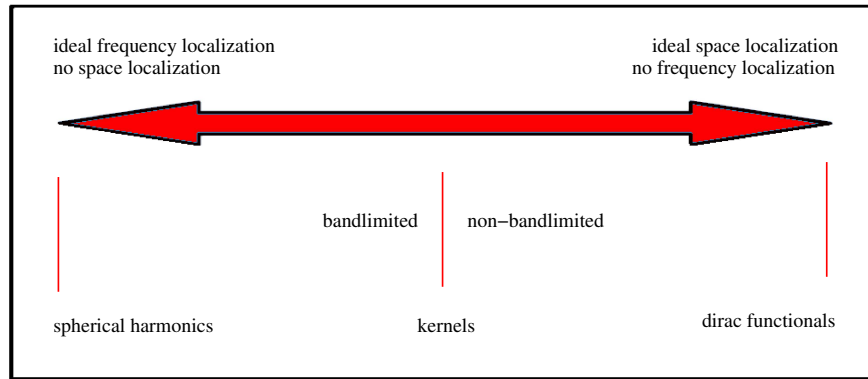 ideal frequency localization
no space localization
ideal space localization
no frequency localization
bandlimited
non−bandlimited
spherical harmonics
kernels
dirac functionals